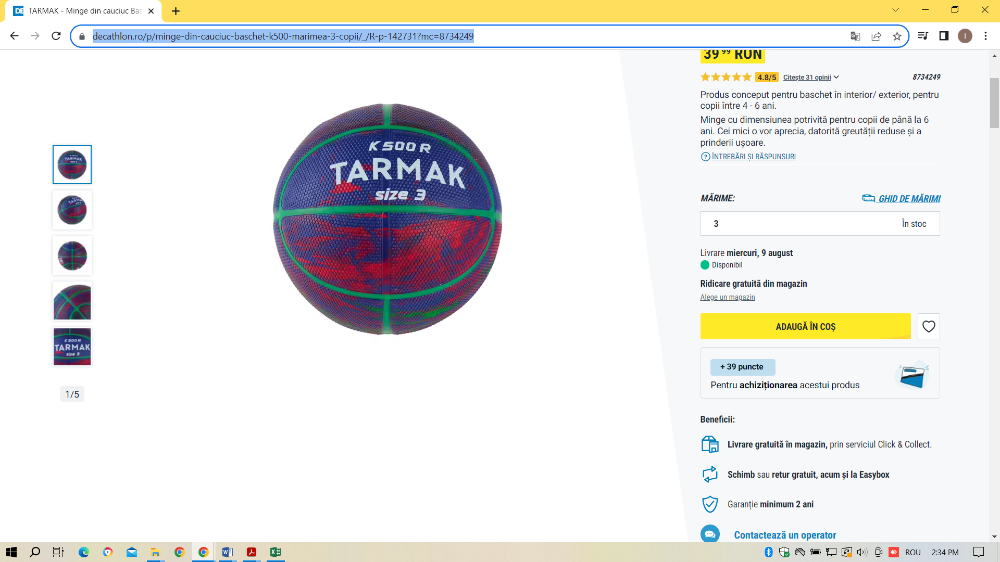 TARMAK - Minge din cauciuc Bas
decathlon.ro/p/minge-din-cauciuc-baschet-k500-marimea-3-copii/_/R-p-142731?mc=8734249
I
39 99 RON
4.8/5 Citește 31 opinii
8734249
Produs conceput pentru baschet în interior/ exterior, pentru
copii între 4 - 6 ani.
Minge cu dimensiunea potrivită pentru copii de până la 6
ani. Cei mici o vor aprecia, datorită greutății reduse și a
prinderii ușoare.
ÎNTREBĂRI ȘI RĂSPUNSURI
MĂRIME:
GHID DE MĂRIMI
3
În stoc
Livrare miercuri, 9 august
Disponibil
Ridicare gratuită din magazin
Alege un magazin
ADAUGĂ ÎN COȘ
+ 39 puncte
Pentru achiziționarea acestui produs
Beneficii:
Livrare gratuită în magazin, prin serviciul Click & Collect.
Schimb sau retur gratuit, acum și la Easybox
Garanție minimum 2 ani
Contactează un operator
K500R
TARMAK
size 3
K500R
TARMAK
size 3
1/5
ROU
2:34 PM